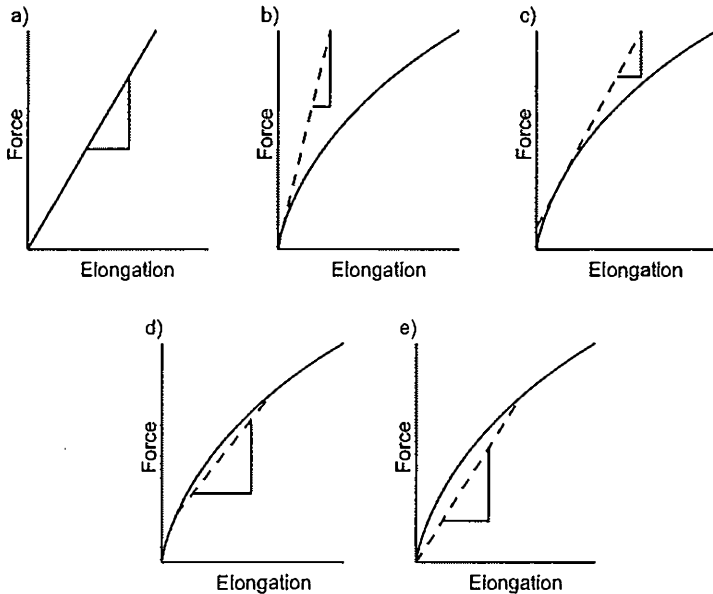 a)
Force
Elongation
b)
Force
Elongation
c)
Force
Elongation
d)
Force
Elongation
e)
Force
Elongation